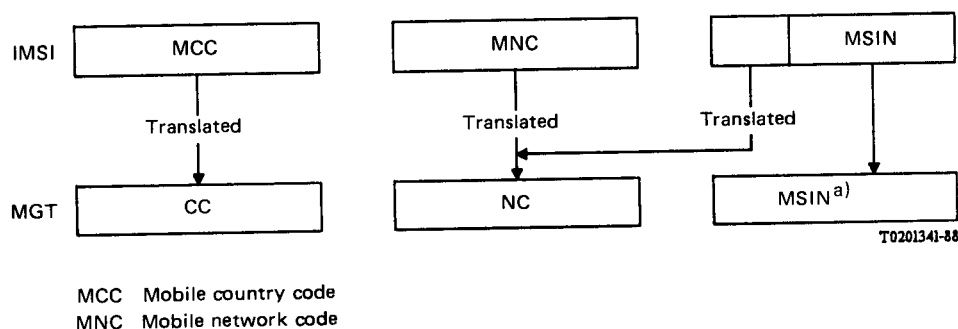 IMSI MCC MNC MSIN
Translated Translated Translated
MGT CC NC MSIN a)
T0201341-88
MCC Mobile country code
MNC Mobile network code